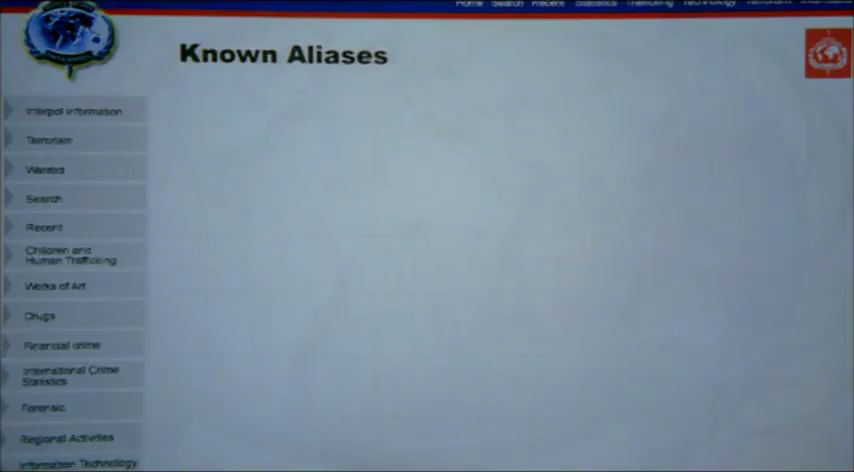 Home Search Recent Statistics Trafficking Technology
Known Aliases
Interpol Information
Terrorism
Wanted
Search
Recent
Children and
Human Trafficking
Works of Art
Drugs
Financial crime
International Crime
Statistics
Forensic
Regional Activities
Information Technology